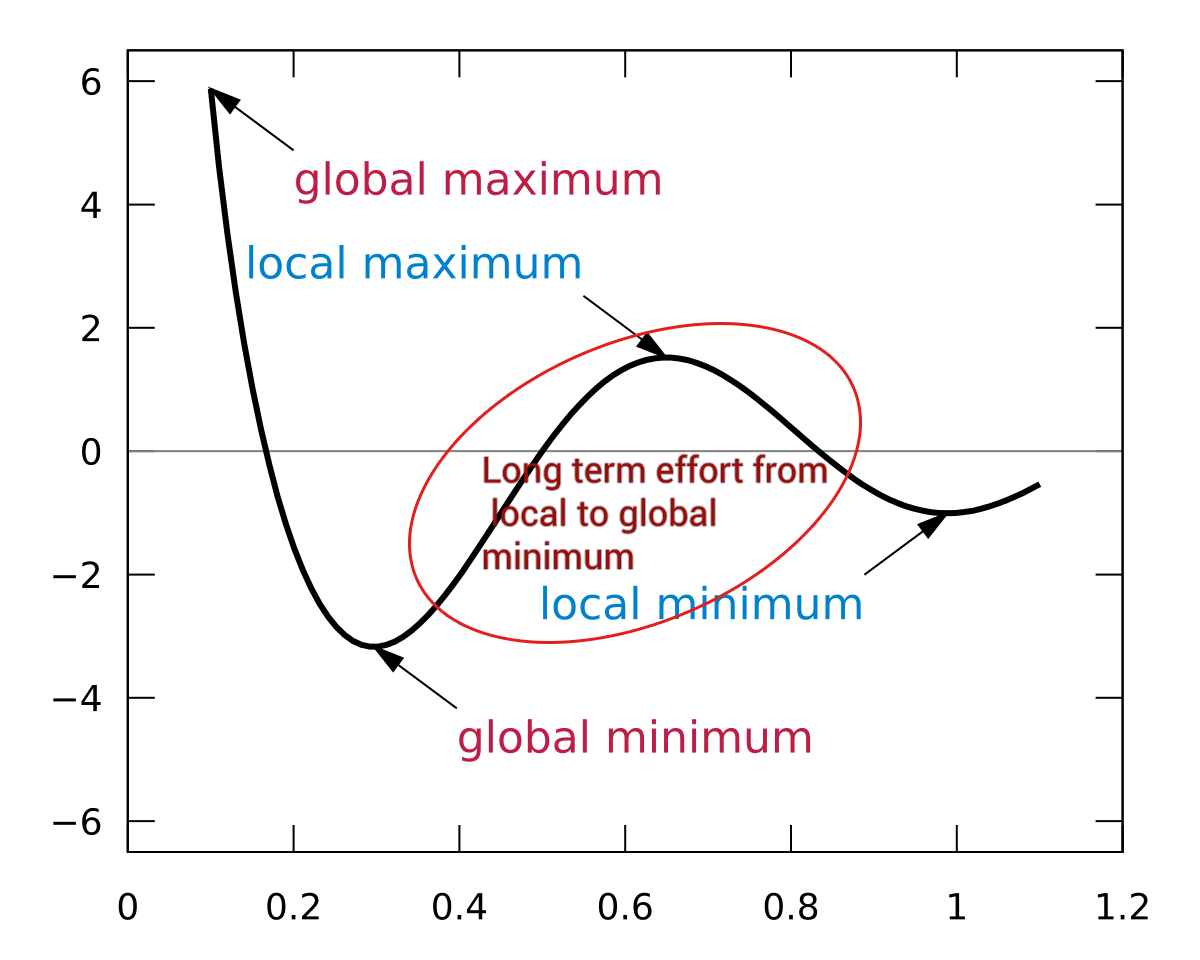 6
global maximum
4
local maximum
2
0
Long term effort from
local to global
minimum
−2
local minimum
−4
global minimum
−6
0 0.2 0.4 0.6 0.8 1 1.2